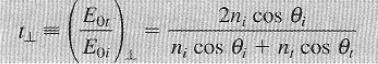 t⊥ ≡ (E0t / E0i)⊥ = 2ni cos θi / (ni cos θi + nt cos θt)